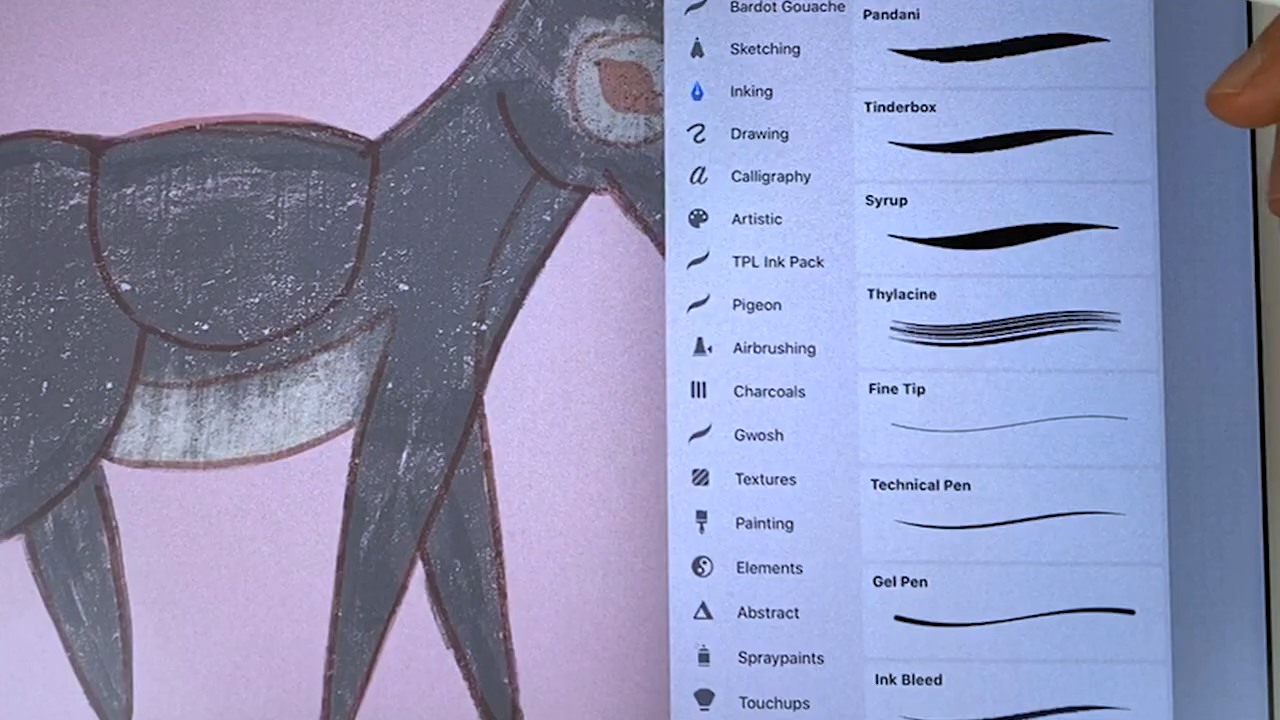 Bardot Gouache
Sketching
Inking
Drawing
Calligraphy
Artistic
TPL Ink Pack
Pigeon
Airbrushing
Charcoals
Gwosh
Textures
Painting
Elements
Abstract
Spraypaints
Touchups
Pandani
Tinderbox
Syrup
Thylacine
Fine Tip
Technical Pen
Gel Pen
Ink Bleed